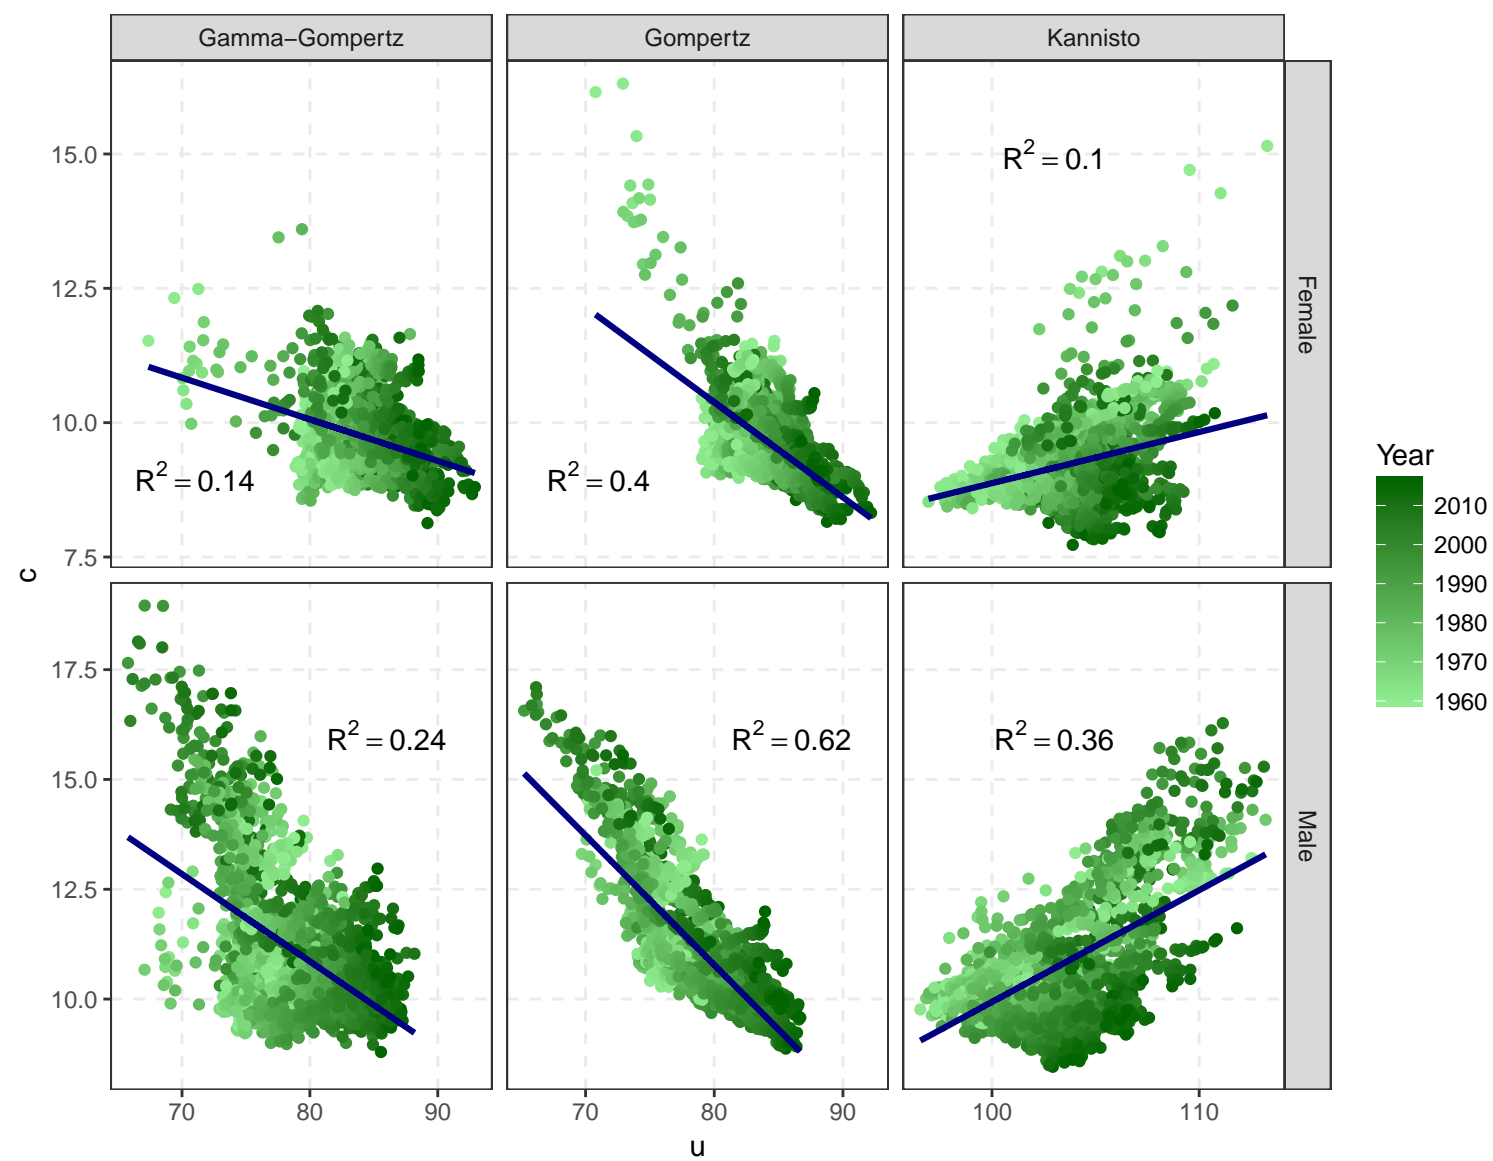 Gamma−Gompertz
Gompertz
Kannisto
15.0
12.5
10.0
7.5
R² = 0.14
R² = 0.4
R² = 0.1
Female
c
17.5
15.0
12.5
10.0
R² = 0.24
R² = 0.62
R² = 0.36
Male
70 80 90
70 80 90
100 110
u
Year
2010
2000
1990
1980
1970
1960